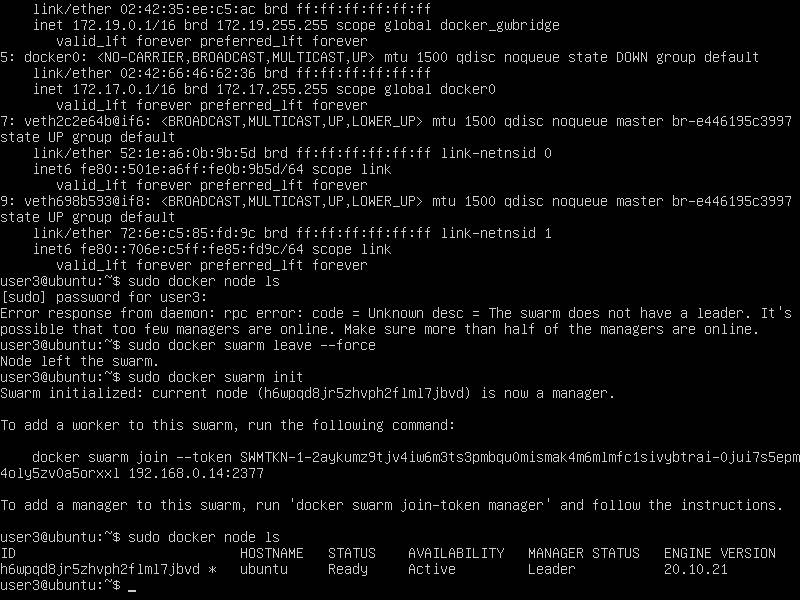 link/ether 02:42:35:ee:c5:ac brd ff:ff:ff:ff:ff:ff
    inet 172.19.0.1/16 brd 172.19.255.255 scope global docker_gwbridge
       valid_lft forever preferred_lft forever
5: docker0: <NO-CARRIER,BROADCAST,MULTICAST,UP> mtu 1500 qdisc noqueue state DOWN group default
    link/ether 02:42:66:46:62:36 brd ff:ff:ff:ff:ff:ff
    inet 172.17.0.1/16 brd 172.17.255.255 scope global docker0
       valid_lft forever preferred_lft forever
7: veth2c2e64b@if6: <BROADCAST,MULTICAST,UP,LOWER_UP> mtu 1500 qdisc noqueue master br-e446195c3997
state UP group default
    link/ether 52:1e:a6:0b:9b:5d brd ff:ff:ff:ff:ff:ff link-netnsid 0
    inet6 fe80::501e:a6ff:fe0b:9b5d/64 scope link
       valid_lft forever preferred_lft forever
9: veth698b593@if8: <BROADCAST,MULTICAST,UP,LOWER_UP> mtu 1500 qdisc noqueue master br-e446195c3997
state UP group default
    link/ether 72:6e:c5:85:fd:9c brd ff:ff:ff:ff:ff:ff link-netnsid 1
    inet6 fe80::706e:c5ff:fe85:fd9c/64 scope link
       valid_lft forever preferred_lft forever
user3@ubuntu:~$ sudo docker node ls
[sudo] password for user3:
Error response from daemon: rpc error: code = Unknown desc = The swarm does not have a leader. It's
possible that too few managers are online. Make sure more than half of the managers are online.
user3@ubuntu:~$ sudo docker swarm leave --force
Node left the swarm.
user3@ubuntu:~$ sudo docker swarm init
Swarm initialized: current node (h6wpqd8jr5zhvph2flml7jbvd) is now a manager.

To add a worker to this swarm, run the following command:

    docker swarm join --token SWMTKN-1-2aykumz9tjv4iw6m3ts3pmbqu0mismak4m6mlmfc1sivybtrai-0jui7s5epm
4oly5zv0a5orxxl 192.168.0.14:2377

To add a manager to this swarm, run 'docker swarm join-token manager' and follow the instructions.

user3@ubuntu:~$ sudo docker node ls
ID                            HOSTNAME   STATUS    AVAILABILITY   MANAGER STATUS   ENGINE VERSION
h6wpqd8jr5zhvph2flml7jbvd *   ubuntu     Ready     Active         Leader           20.10.21
user3@ubuntu:~$ _